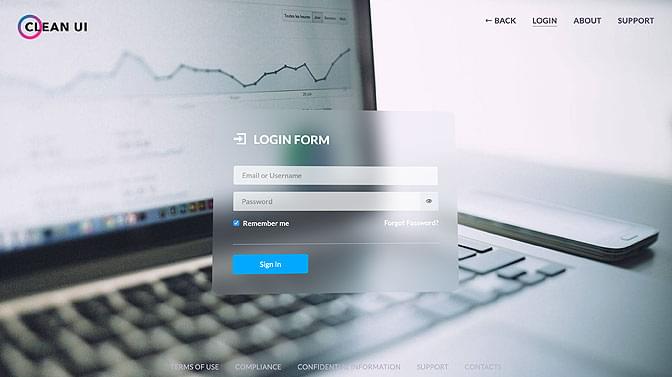 CLEAN UI
← BACK LOGIN ABOUT SUPPORT
LOGIN FORM
Email or Username
Password
Remember me Forgot Password?
Sign In
TERMS OF USE COMPLIANCE CONFIDENTIAL INFORMATION SUPPORT CONTACTS